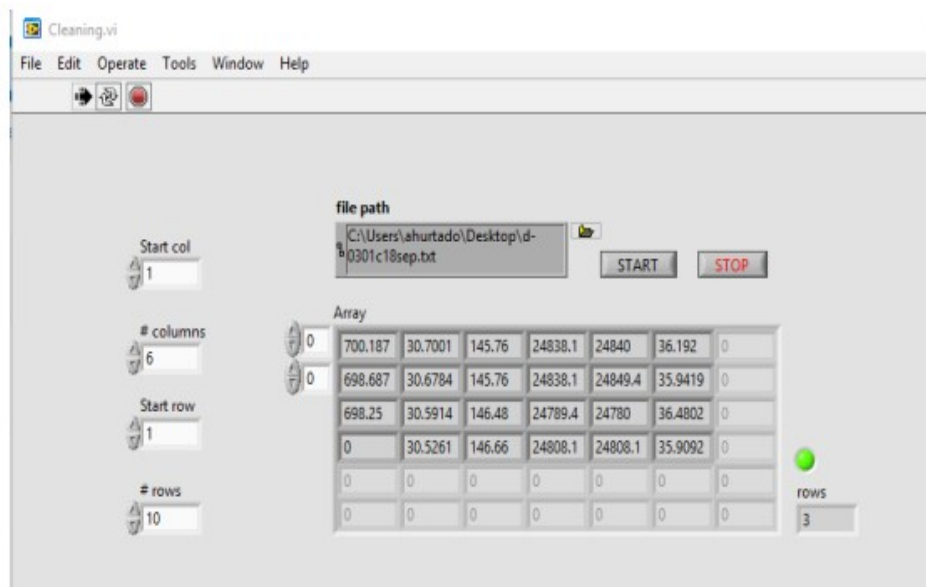 Cleaning.vi
File Edit Operate Tools Window Help
file path
C:\Users\ahurtado\Desktop\d-
0301c18sep.txt
START
STOP
Start col
1
# columns
6
Start row
1
# rows
10
Array
0
0
700.187 30.7001 145.76 24838.1 24840 36.192 0
698.687 30.6784 145.76 24838.1 24849.4 35.9419 0
698.25 30.5914 146.48 24789.4 24780 36.4802 0
0 30.5261 146.66 24808.1 24808.1 35.9092 0
0 0 0 0 0 0 0
0 0 0 0 0 0 0
rows
3